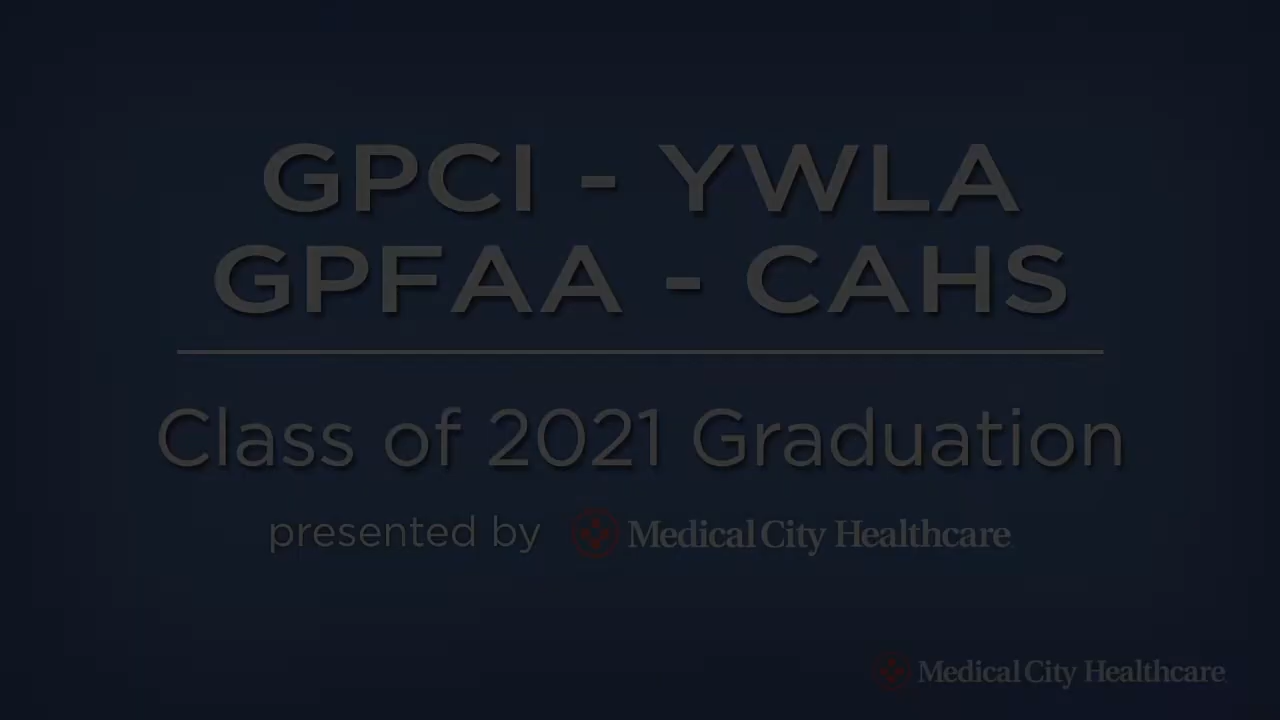 GPCI - YWLA
GPFAA - CAHS
Class of 2021 Graduation
presented by Medical City Healthcare
Medical City Healthcare